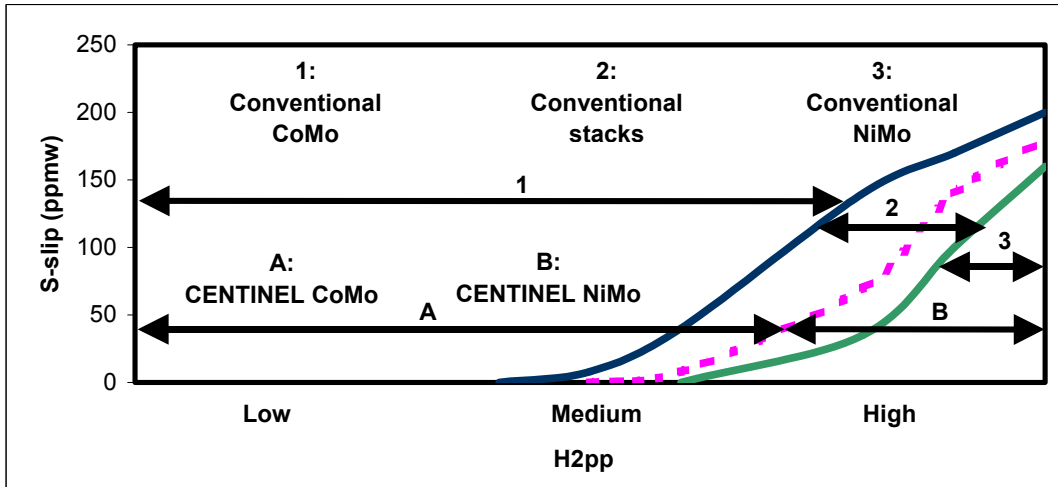 250
200
150
100
50
0
S-slip (ppmw)
1:
Conventional
CoMo
2:
Conventional
stacks
3:
Conventional
NiMo
1
2
3
A:
CENTINEL CoMo
B:
CENTINEL NiMo
A
B
Low
Medium
High
H2pp